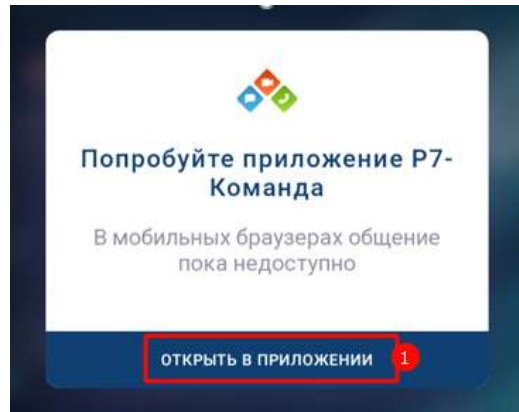 Попробуйте приложение Р7-
Команда
В мобильных браузерах общение
пока недоступно
ОТКРЫТЬ В ПРИЛОЖЕНИИ 1